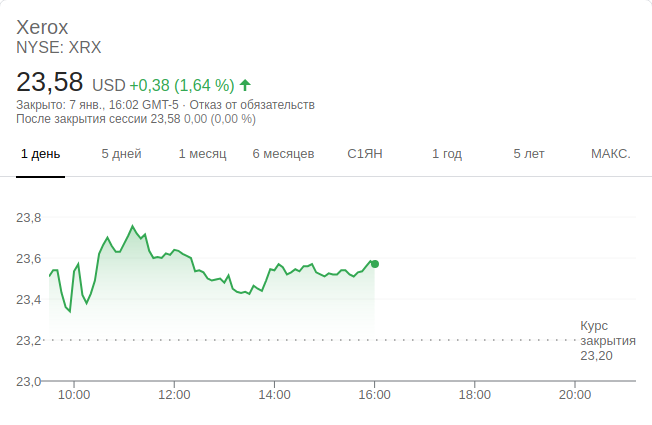 Xerox
NYSE: XRX
23,58 USD +0,38 (1,64 %)
Закрыто: 7 янв., 16:02 GMT-5 · Отказ от обязательств
После закрытия сессии 23,58 0,00 (0,00 %)
1 день 5 дней 1 месяц 6 месяцев С1ЯН 1 год 5 лет МАКС.
23,8
23,6
23,4
23,2
23,0
Курс
закрытия
23,20
10:00 12:00 14:00 16:00 18:00 20:00